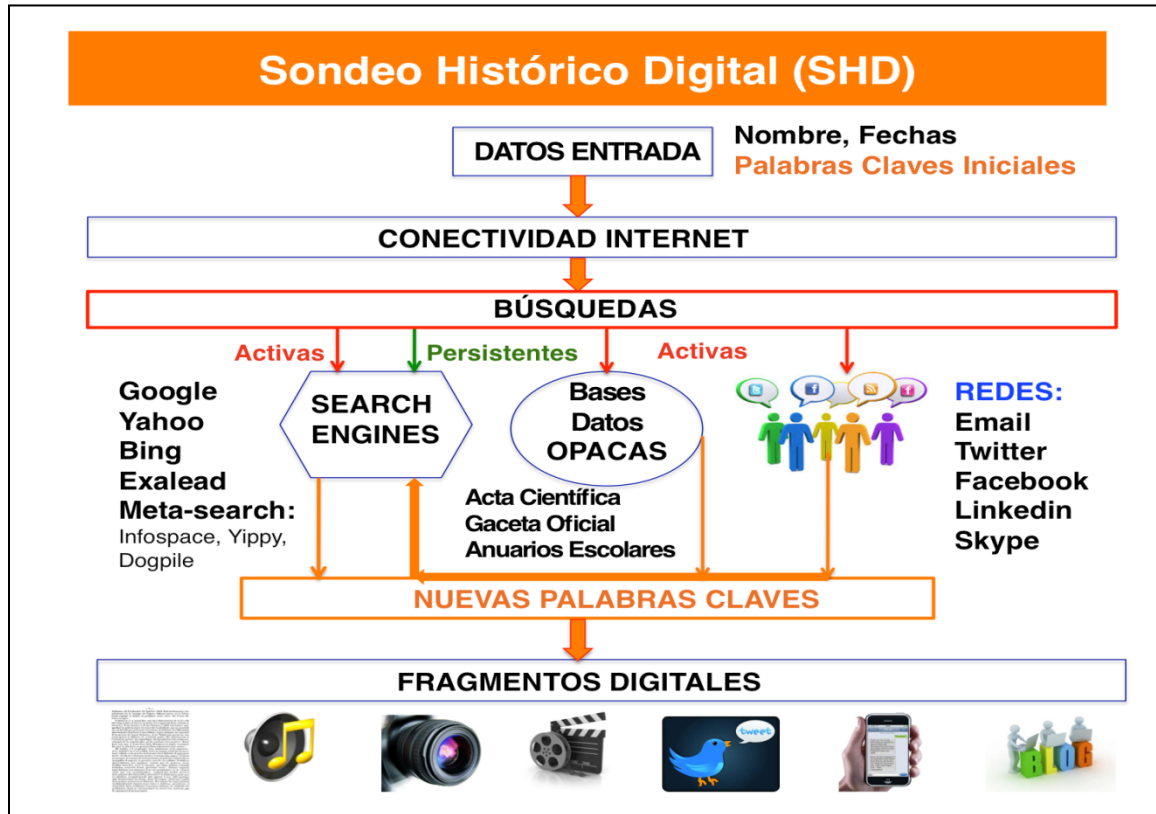 Sondeo Histórico Digital (SHD)
DATOS ENTRADA
Nombre, Fechas
Palabras Claves Iniciales
CONECTIVIDAD INTERNET
BÚSQUEDAS
Activas
Persistentes
Activas
Google
Yahoo
Bing
Exalead
Meta-search:
Infospace, Yippy,
Dogpile
SEARCH
ENGINES
Bases
Datos
OPACAS
Acta Científica
Gaceta Oficial
Anuarios Escolares
REDES:
Email
Twitter
Facebook
Linkedin
Skype
NUEVAS PALABRAS CLAVES
FRAGMENTOS DIGITALES
tweet
BLOG